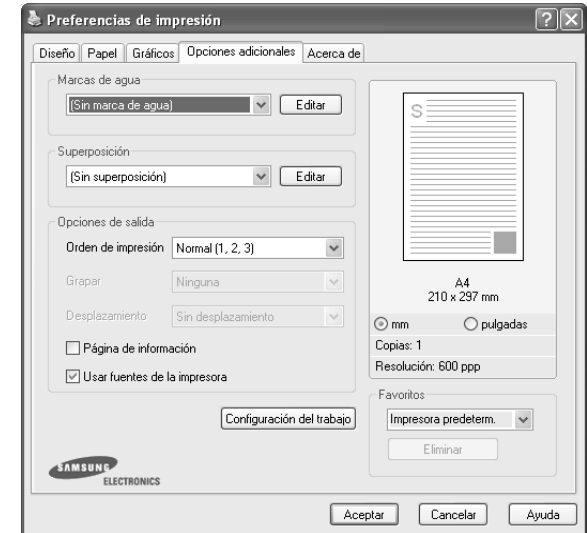 Preferencias de impresión
Diseño Papel Gráficos Opciones adicionales Acerca de
Marcas de agua
(Sin marca de agua) Editar
Superposición
(Sin superposición) Editar
Opciones de salida
Orden de impresión Normal (1, 2, 3)
Grapar Ninguna
Desplazamiento Sin desplazamiento
Página de información
Usar fuentes de la impresora
Configuración del trabajo
SAMSUNG
ELECTRONICS
S
A4
210 x 297 mm
mm pulgadas
Copias: 1
Resolución: 600 ppp
Favoritos
Impresora predeterm.
Eliminar
Aceptar Cancelar Ayuda